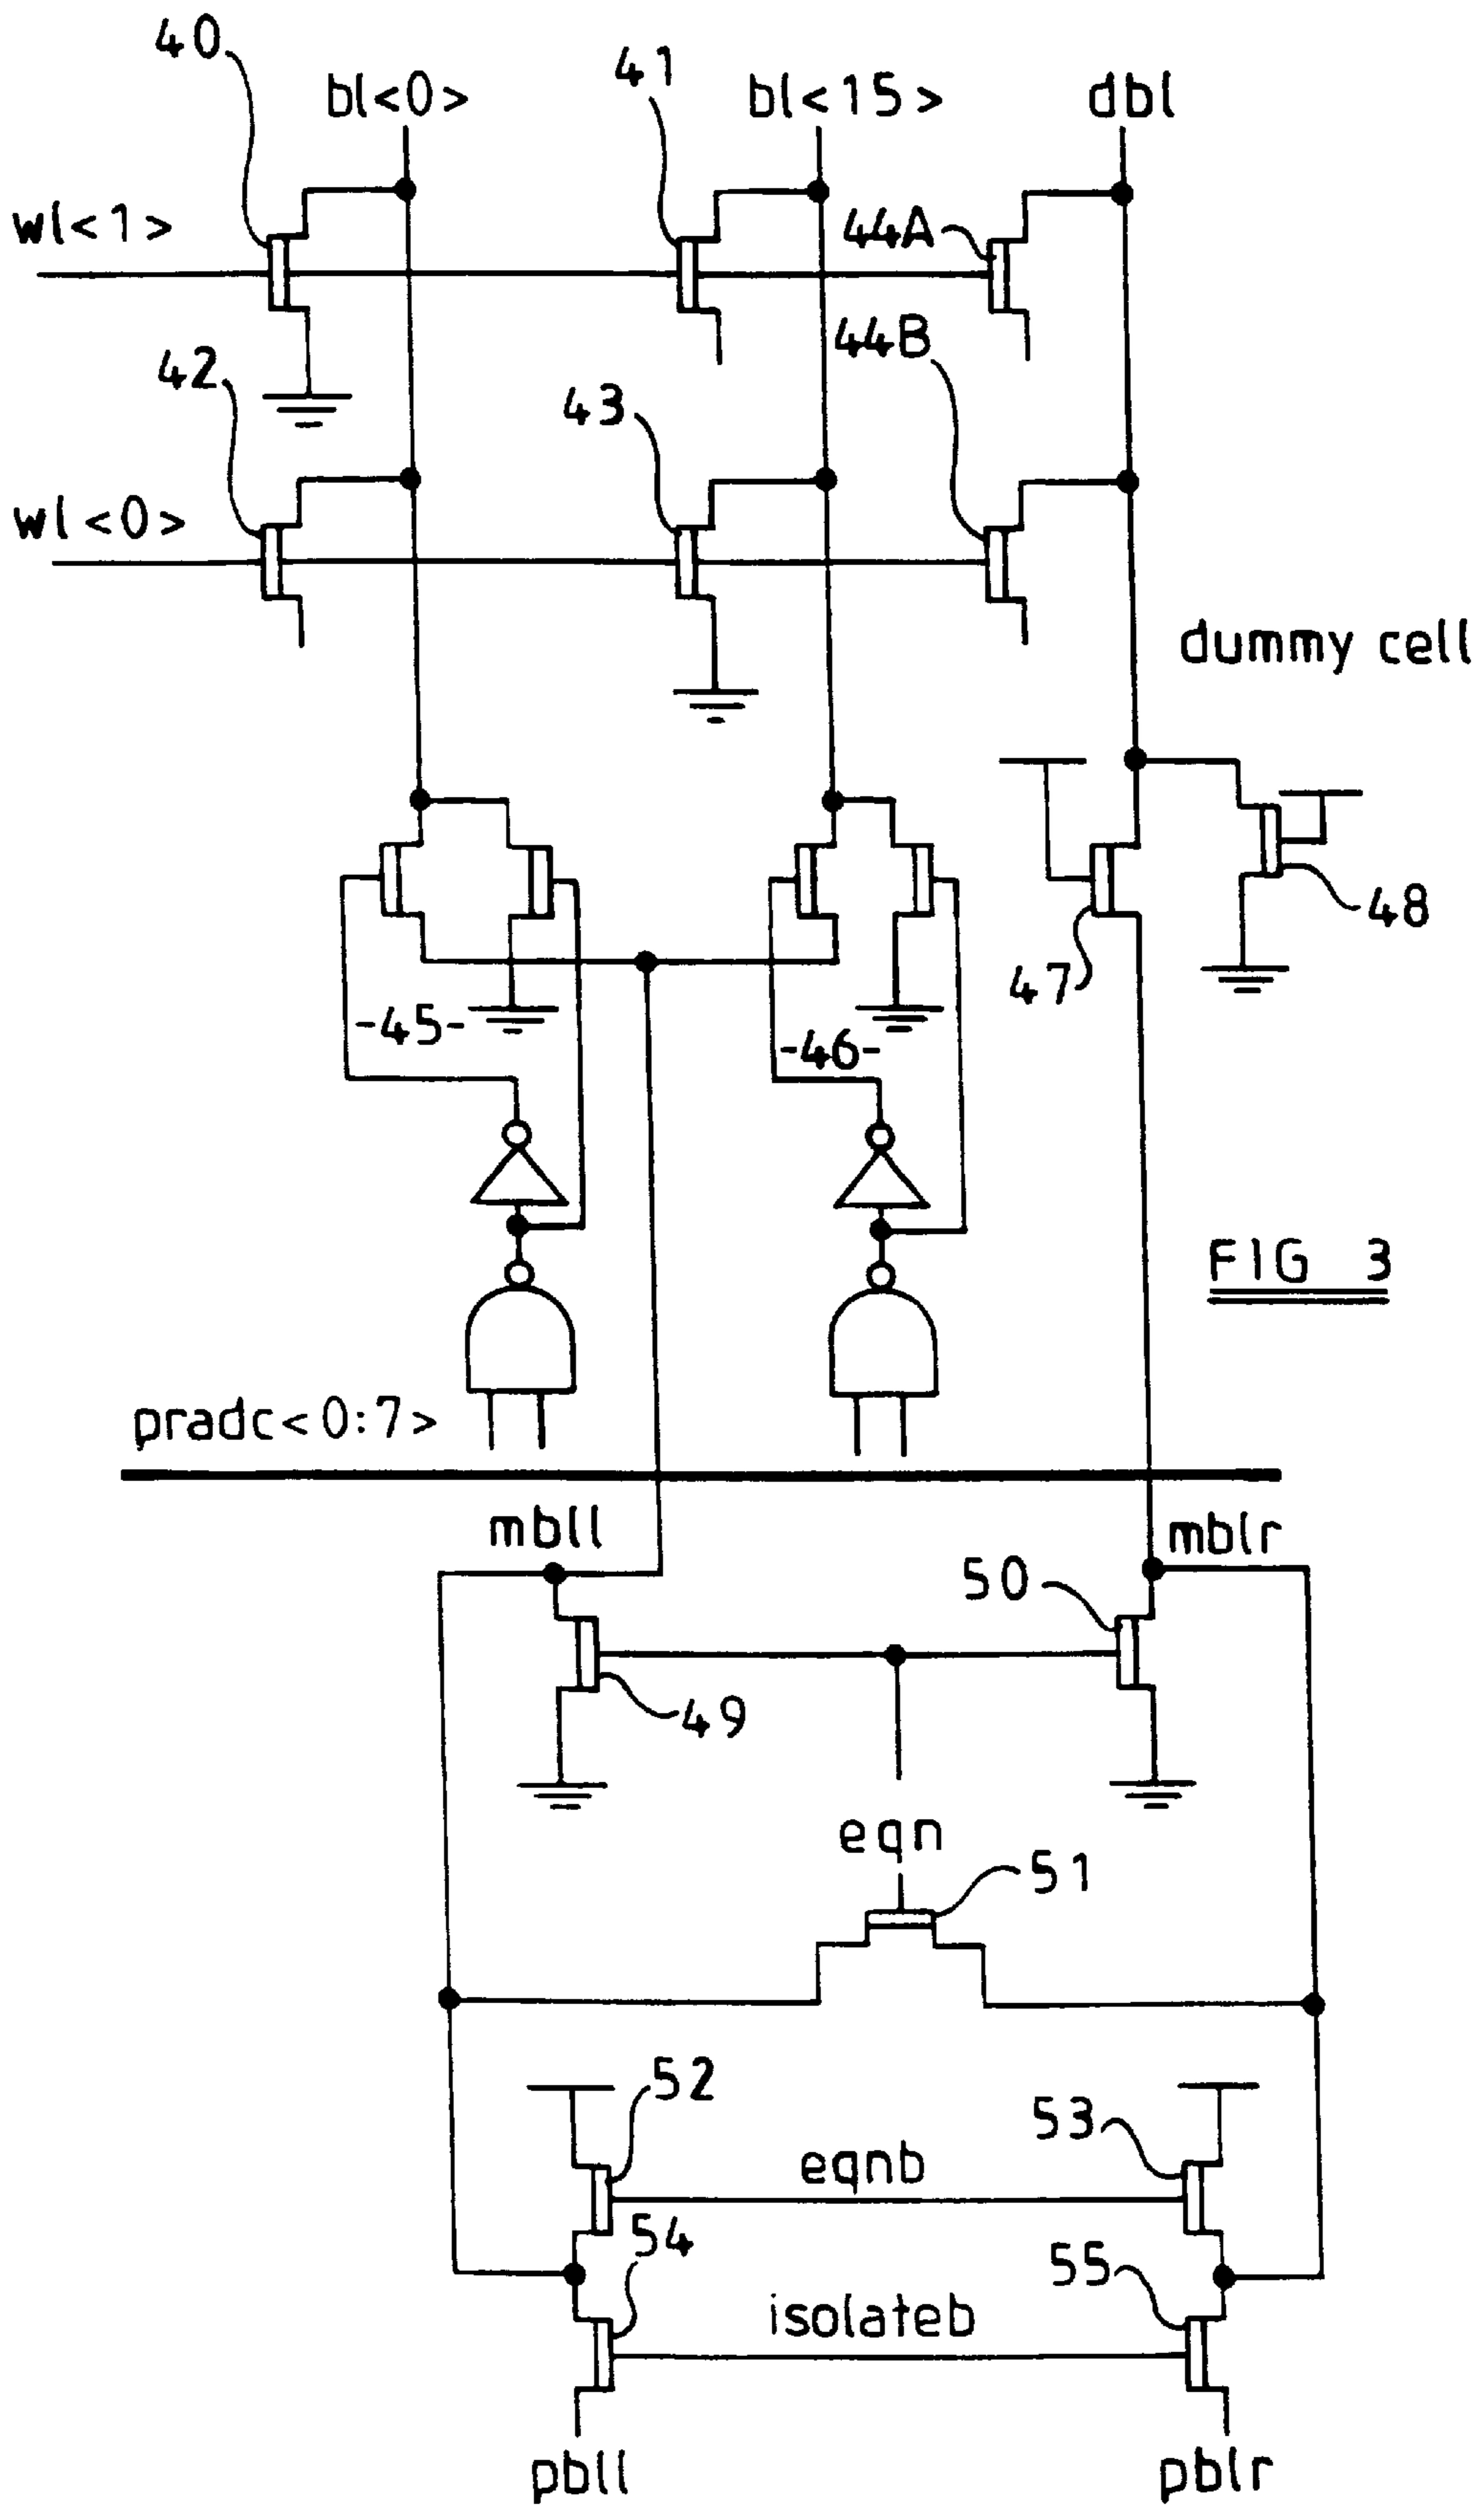 40
41
bl<0>
bl<15>
dbl
wl<1>
44A
44B
42
43
wl<0>
dummy cell
48
47
-45-
-46-
FIG 3
pradc<0:7>
mbll
mblr
50
49
eqn
51
52
53
eqnb
54
55
isolateb
pbll
pblr